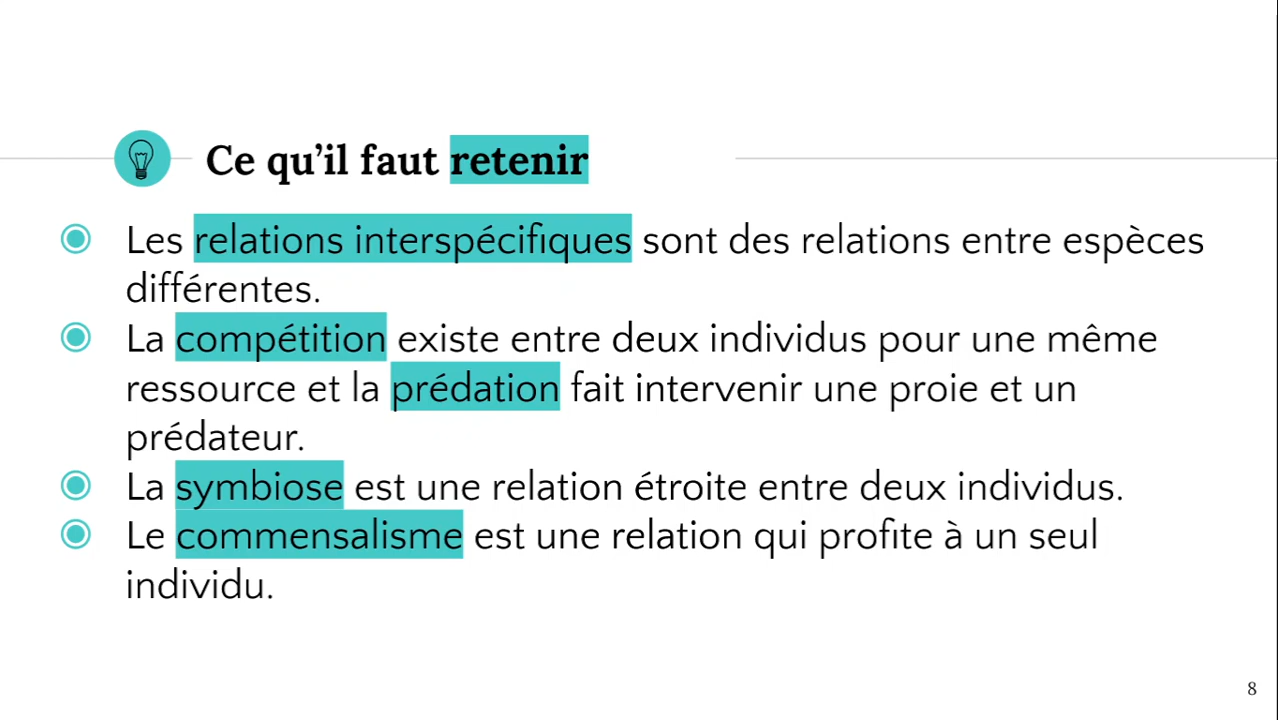 Ce qu’il faut retenir
Les relations interspécifiques sont des relations entre espèces
différentes.
La compétition existe entre deux individus pour une même
ressource et la prédation fait intervenir une proie et un
prédateur.
La symbiose est une relation étroite entre deux individus.
Le commensalisme est une relation qui profite à un seul
individu.
8